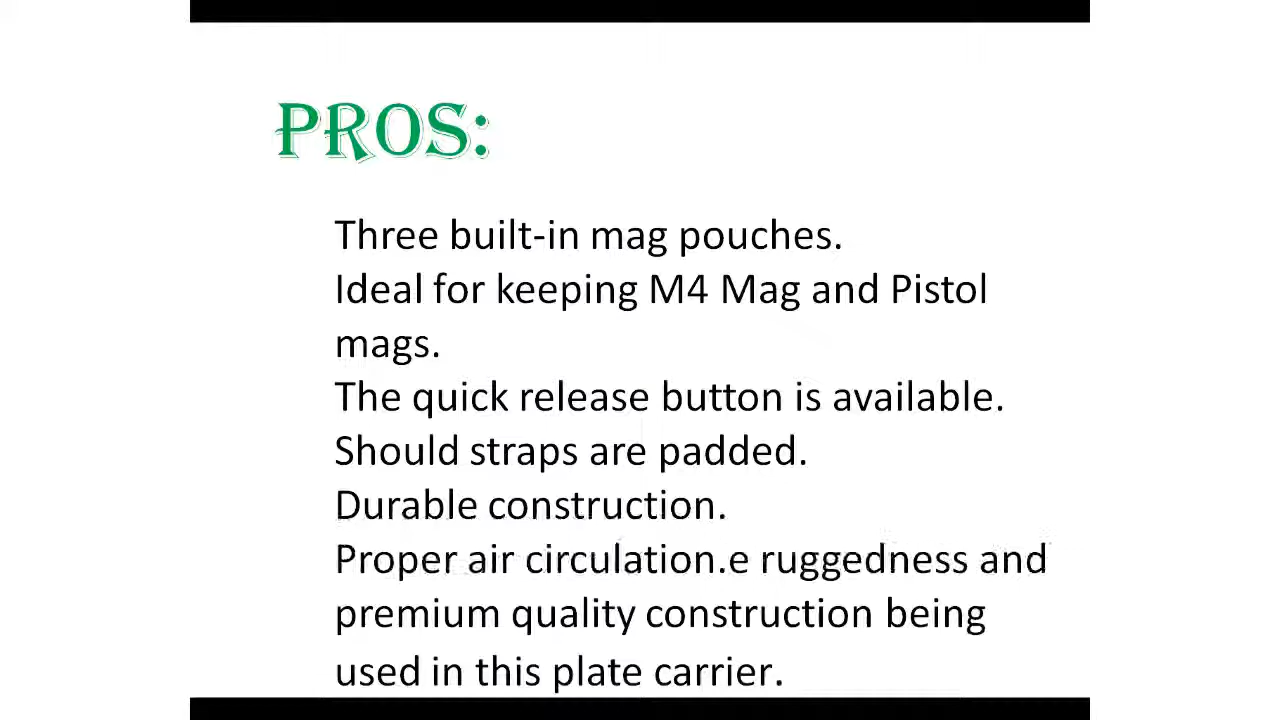 PROS:
Three built-in mag pouches.
Ideal for keeping M4 Mag and Pistol
mags.
The quick release button is available.
Should straps are padded.
Durable construction.
Proper air circulation.e ruggedness and
premium quality construction being
used in this plate carrier.